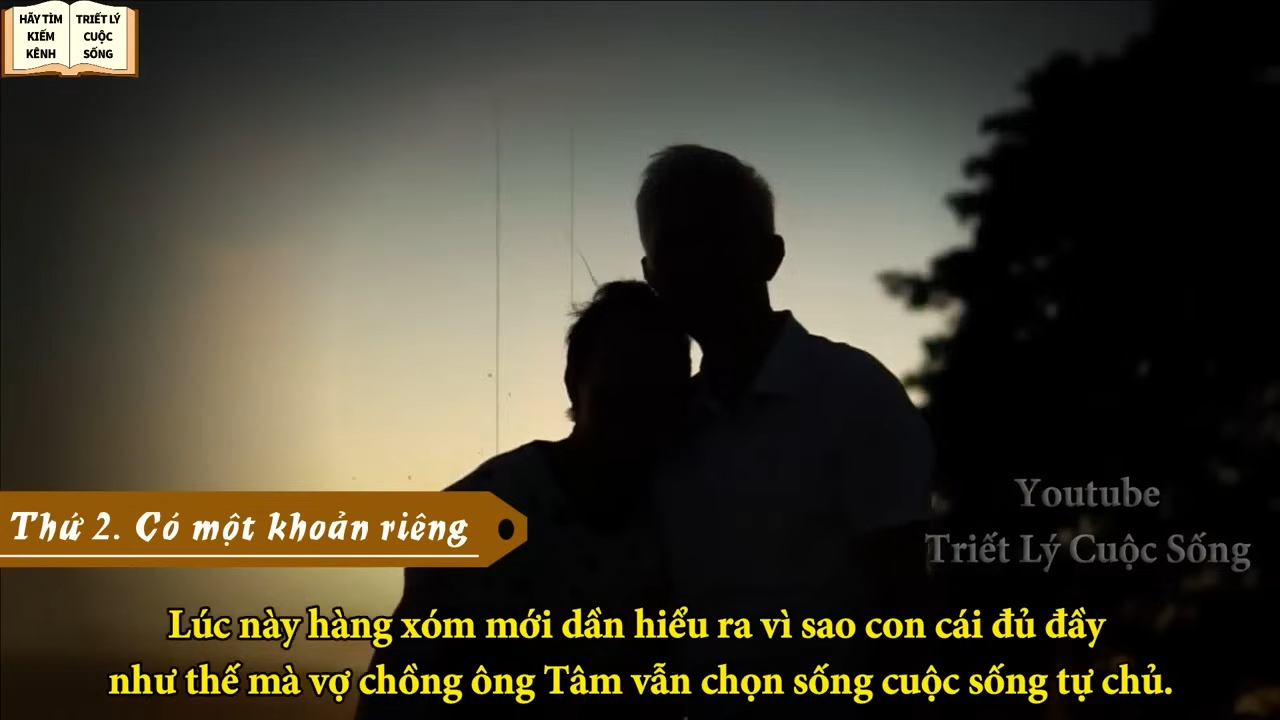 HÃY TÌM
KIẾM
KÊNH
TRIẾT LÝ
CUỘC
SỐNG
Youtube
Triết Lý Cuộc Sống
Thứ 2. Có một khoản riêng
Lúc này hàng xóm mới dần hiểu ra vì sao con cái đủ đầy
như thế mà vợ chồng ông Tâm vẫn chọn sống cuộc sống tự chủ.